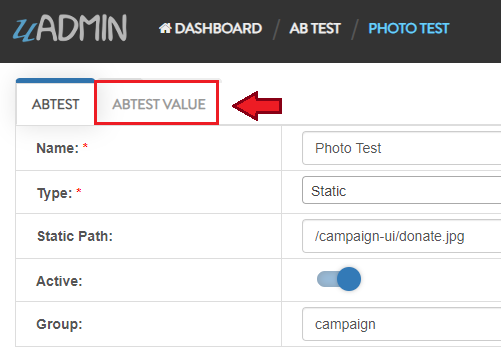 uADMIN DASHBOARD / AB TEST / PHOTO TEST
ABTEST ABTEST VALUE
Name: * Photo Test
Type: * Static
Static Path: /campaign-ui/donate.jpg
Active:
Group: campaign